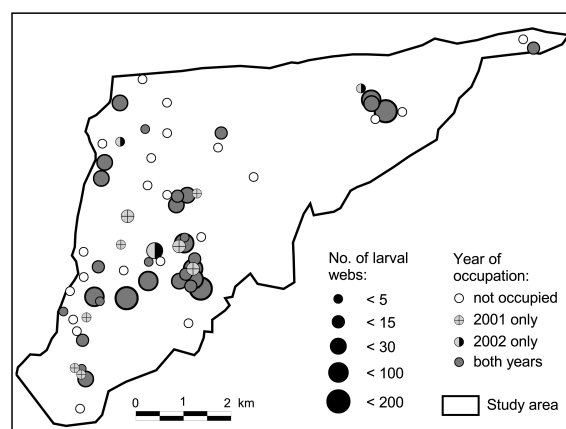 No. of larval
webs:
< 5
< 15
< 30
< 100
< 200
Year of
occupation:
not occupied
2001 only
2002 only
both years
Study area
0 1 2 km